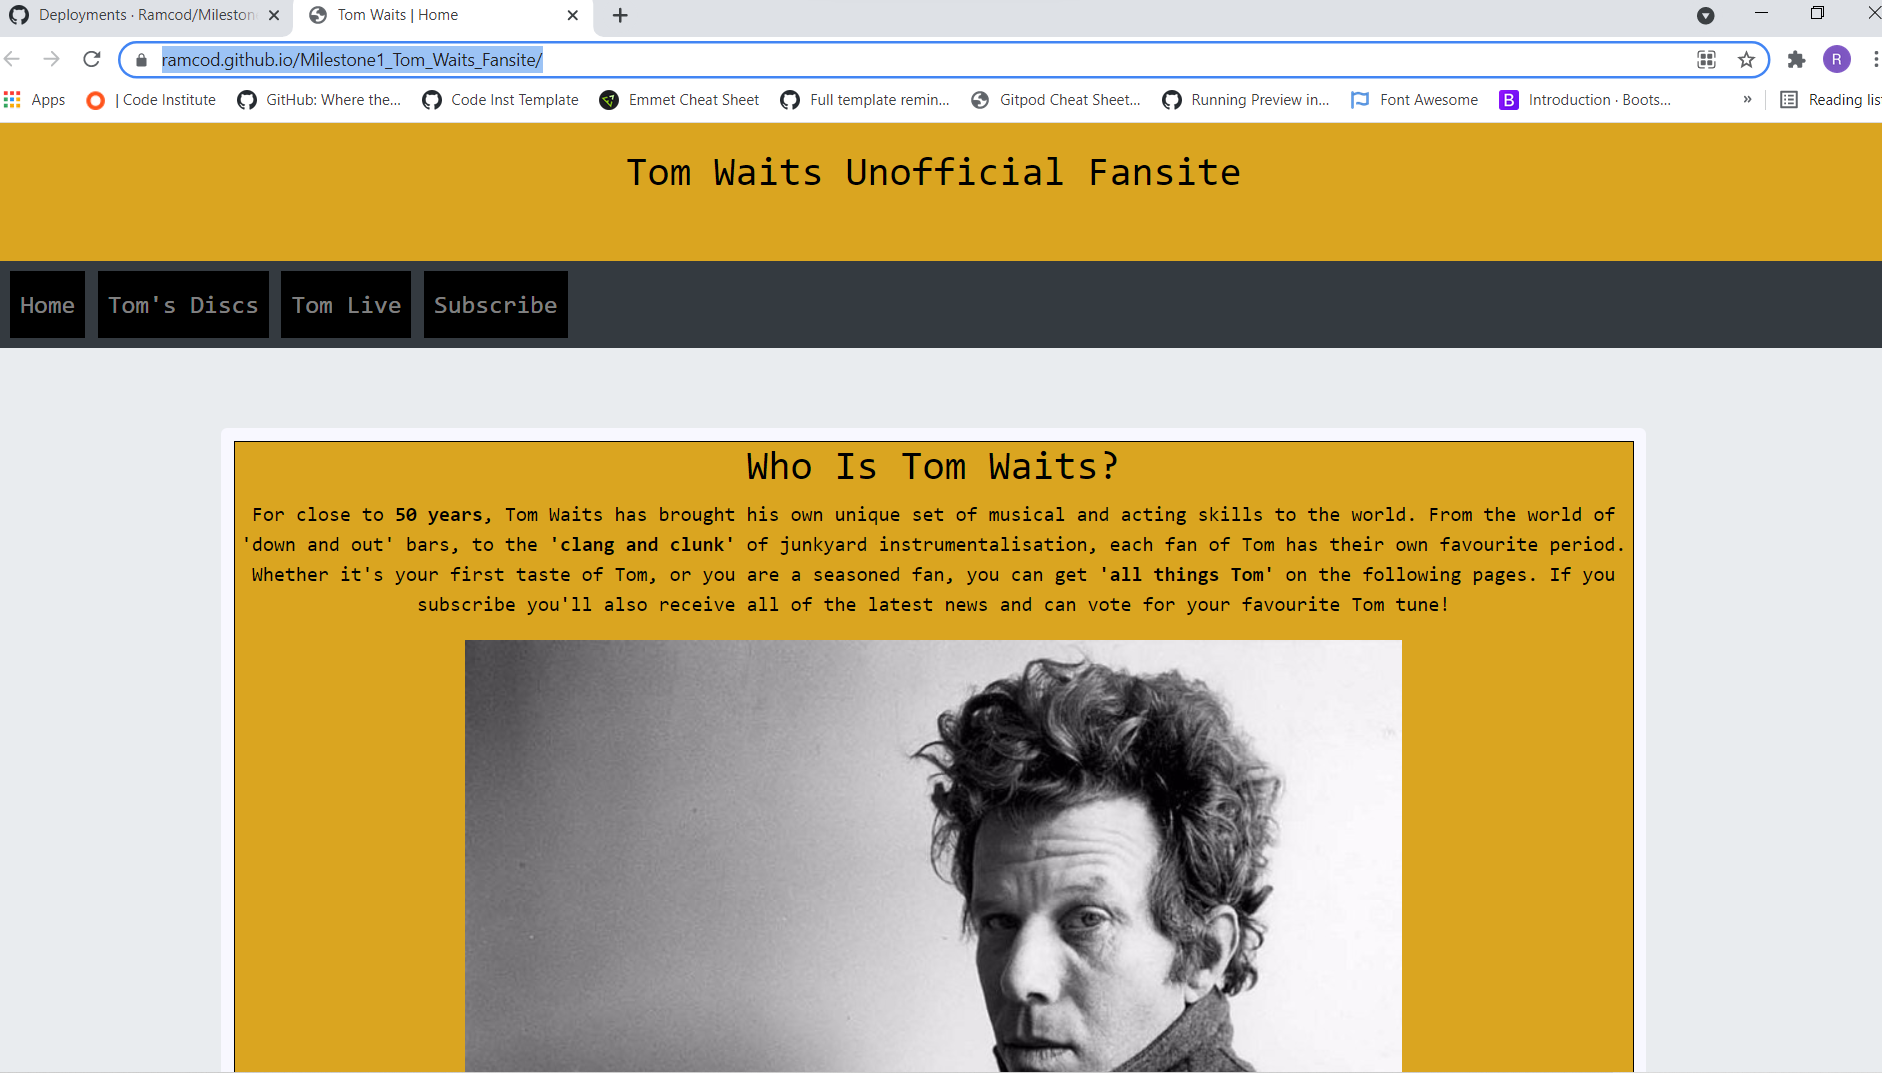 Deployments · Ramcod/Mileston
Tom Waits | Home
ramcod.github.io/Milestone1_Tom_Waits_Fansite/
R
Apps
| Code Institute
GitHub: Where the...
Code Inst Template
Emmet Cheat Sheet
Full template remin...
Gitpod Cheat Sheet...
Running Preview in...
Font Awesome
B
Introduction · Boots...
»
Reading lis
Tom Waits Unofficial Fansite
Home
Tom's Discs
Tom Live
Subscribe
Who Is Tom Waits?
For close to 50 years, Tom Waits has brought his own unique set of musical and acting skills to the world. From the world of
'down and out' bars, to the 'clang and clunk' of junkyard instrumentalisation, each fan of Tom has their own favourite period.
Whether it's your first taste of Tom, or you are a seasoned fan, you can get 'all things Tom' on the following pages. If you
subscribe you'll also receive all of the latest news and can vote for your favourite Tom tune!